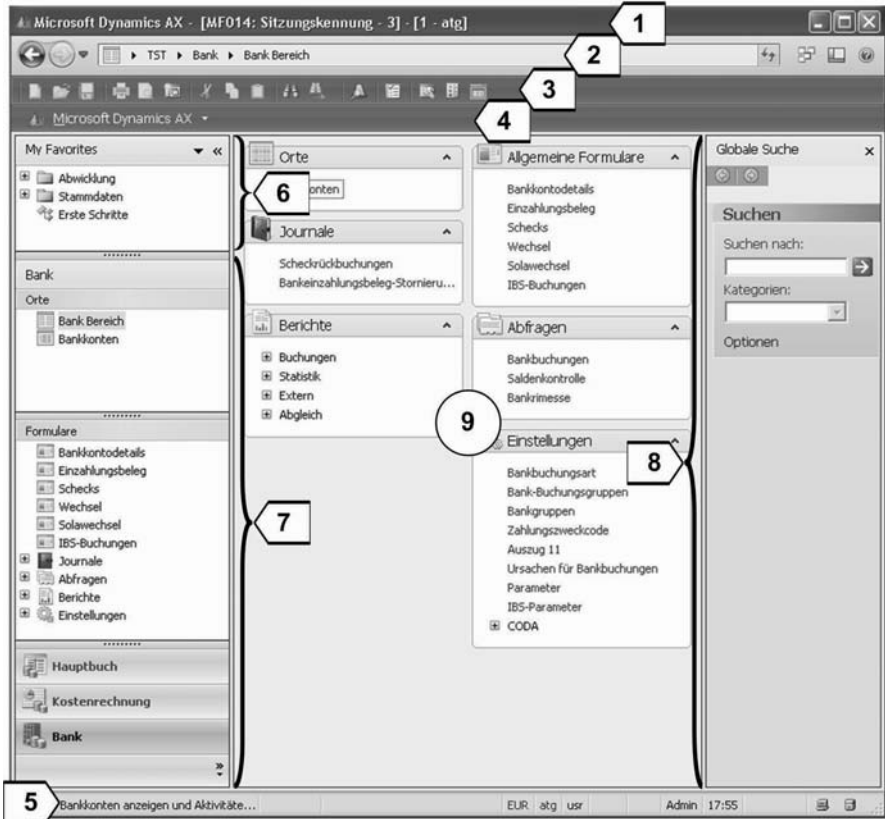 Microsoft Dynamics AX - [MF014: Sitzungskennung - 3] - [1 - atg]
1
TST Bank Bank Bereich
2
3
Microsoft Dynamics AX
4
My Favorites
Abwicklung
Stammdaten
Erste Schritte
6
Bank
Orte
Bank Bereich
Bankkonten
Formulare
Bankkontodetails
Einzahlungsbeleg
Schecks
Wechsel
Solawechsel
IBS-Buchungen
Journale
Abfragen
Berichte
Einstellungen
7
Hauptbuch
Kostenrechnung
Bank
Orte
Journale
Scheckrückbuchungen
Bankeinzahlungsbeleg-Stornieru...
Berichte
Buchungen
Statistik
Extern
Abgleich
9
Allgemeine Formulare
Bankkontodetails
Einzahlungsbeleg
Schecks
Wechsel
Solawechsel
IBS-Buchungen
Abfragen
Bankbuchungen
Saldenkontrolle
Bankrimesse
Einstellungen
8
Bankbuchungsart
Bank-Buchungsgruppen
Bankgruppen
Zahlungszweckcode
Auszug 11
Ursachen für Bankbuchungen
Parameter
IBS-Parameter
CODA
Globale Suche
Suchen
Suchen nach:
Kategorien:
Optionen
5
Bankkonten anzeigen und Aktivitäte...
EUR atg usr Admin 17:55